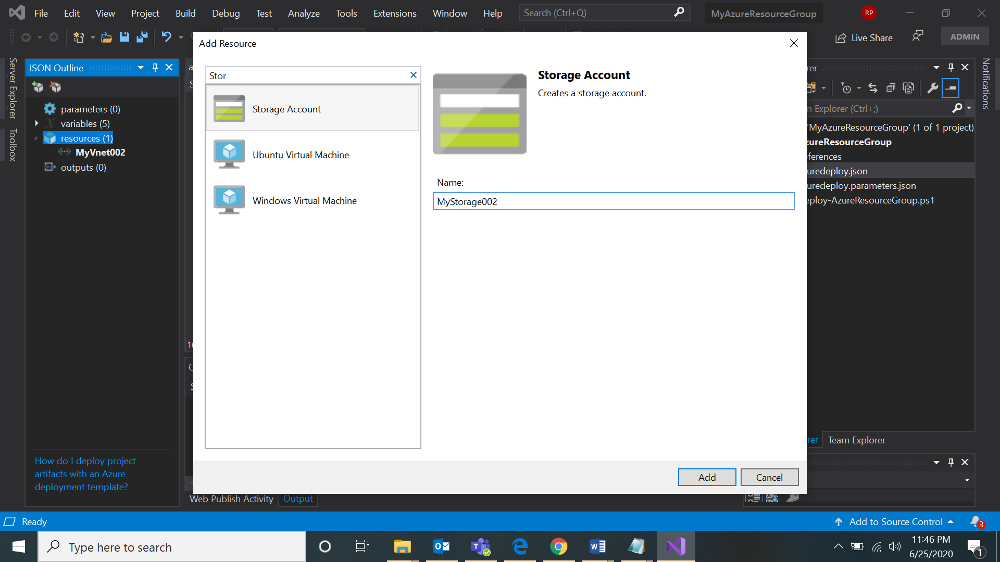 File Edit View Project Build Debug Test Analyze Tools Extensions Window Help Search (Ctrl+Q) MyAzureResourceGroup RP
Live Share ADMIN
Server Explorer
Toolbox
JSON Outline
parameters (0)
variables (5)
resources (1)
MyVnet002
outputs (0)
How do I deploy project
artifacts with an Azure
deployment template?
Add Resource
Stor
Storage Account
Ubuntu Virtual Machine
Windows Virtual Machine
Storage Account
Creates a storage account.
Name:
MyStorage002
Add Cancel
rer
n Explorer (Ctrl+;)
'MyAzureResourceGroup' (1 of 1 project)
zureResourceGroup
eferences
uredeploy.json
uredeploy.parameters.json
eploy-AzureResourceGroup.ps1
rer Team Explorer
Notifications
Web Publish Activity Output
Ready Add to Source Control 3
Type here to search
11:46 PM
6/25/2020
1